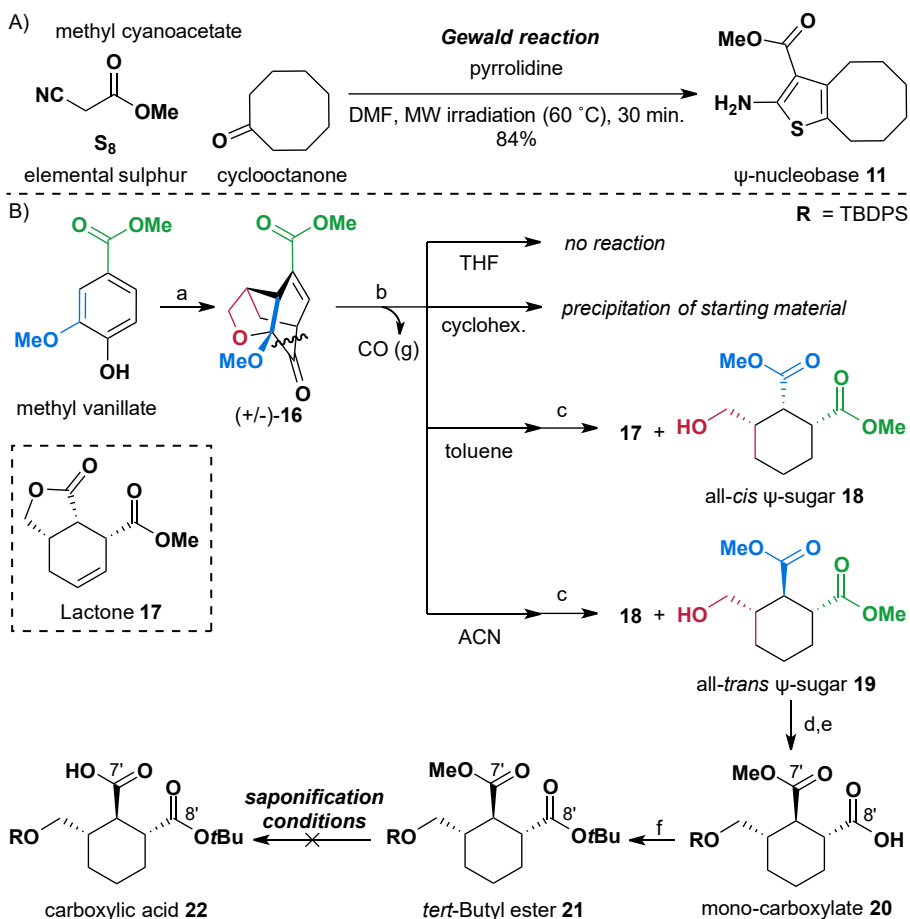 A)
methyl cyanoacetate
NC
O
OMe
S8
elemental sulphur
O
cyclooctanone
Gewald reaction
pyrrolidine
DMF, MW irradiation (60 °C), 30 min.
84%
MeO
O
H2N
S
ψ-nucleobase 11
B)
R = TBDPS
O
OMe
MeO
OH
methyl vanillate
a
O
OMe
O
MeO
O
(+/-)-16
b
CO (g)
THF
no reaction
cyclohex.
precipitation of starting material
toluene
c
17 +
MeO
O
O
HO
OMe
all-cis ψ-sugar 18
O
O
O
OMe
Lactone 17
ACN
c
18 +
MeO
O
O
HO
OMe
all-trans ψ-sugar 19
d,e
HO
7'
O
O
8'
RO
OtBu
carboxylic acid 22
saponification
conditions
MeO
7'
O
O
8'
RO
OtBu
tert-Butyl ester 21
f
MeO
7'
O
O
8'
RO
OH
mono-carboxylate 20